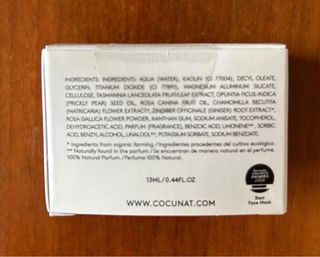 INGREDIENTS: INGREDIENTS: AQUA (WATER), KAOLIN (CI 77004), DECYL OLEATE,
GLYCERIN, TITANIUM DIOXIDE (CI 77891), MAGNESIUM ALUMINUM SILICATE,
CELLULOSE, TASMANNIA LANCEOLATA FRUIT/LEAF EXTRACT, OPUNTIA FICUS-INDICA
(PRICKLY PEAR) SEED OIL, ROSA CANINA FRUIT OIL, CHAMOMILLA RECUTITA
(MATRICARIA) FLOWER EXTRACT*, ZINGIBER OFFICINALE (GINGER) ROOT EXTRACT*,
ROSA GALLICA FLOWER POWDER, XANTHAN GUM, SODIUM ANISATE, TOCOPHEROL,
DEHYDROACETIC ACID, PARFUM (FRAGRANCE), BENZOIC ACID, LIMONENE**, SORBIC
ACID, BENZYL ALCOHOL, LINALOOL**, POTASSIUM SORBATE, SODIUM BENZOATE.
* Ingredients from organic farming./Ingredientes procedentes del cultivo ecológico.
** Naturally found in the parfum./Se encuentran de manera natural en el perfume.
100% Natural Parfum./Perfume 100% Natural.
13ML/0.44FL.OZ
WWW.COCUNAT.COM
Best
Face Mask